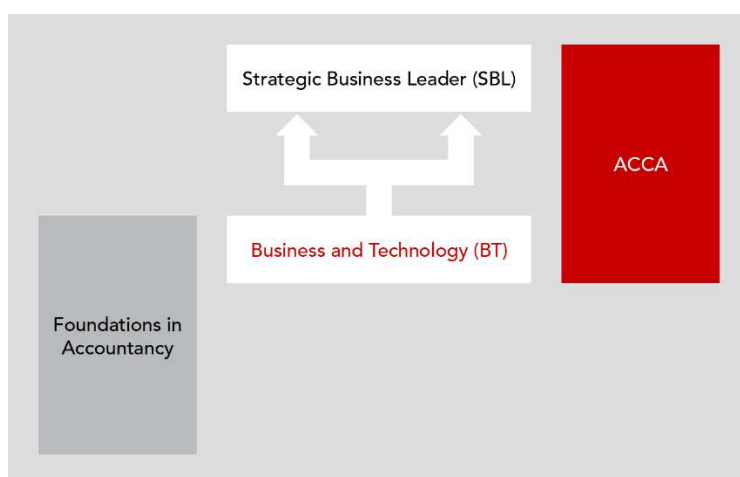 Strategic Business Leader (SBL)
ACCA
Business and Technology (BT)
Foundations in
Accountancy